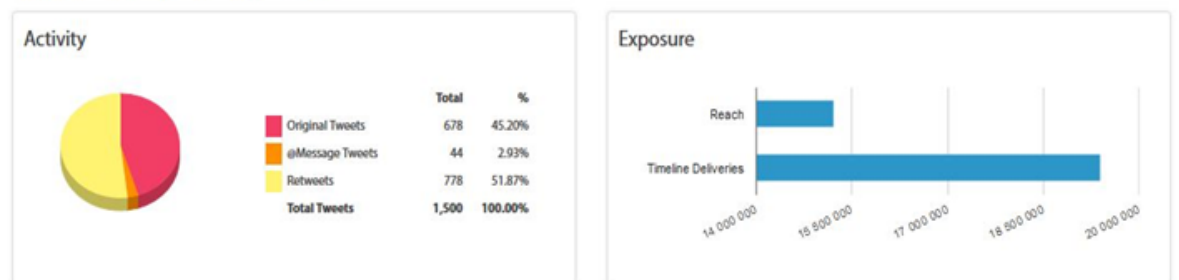 Activity
Total %
Original Tweets 678 45.20%
@Message Tweets 44 2.93%
Retweets 778 51.87%
Total Tweets 1,500 100.00%
Exposure
Reach
Timeline Deliveries
14 000 000 15 500 000 17 000 000 18 500 000 20 000 000